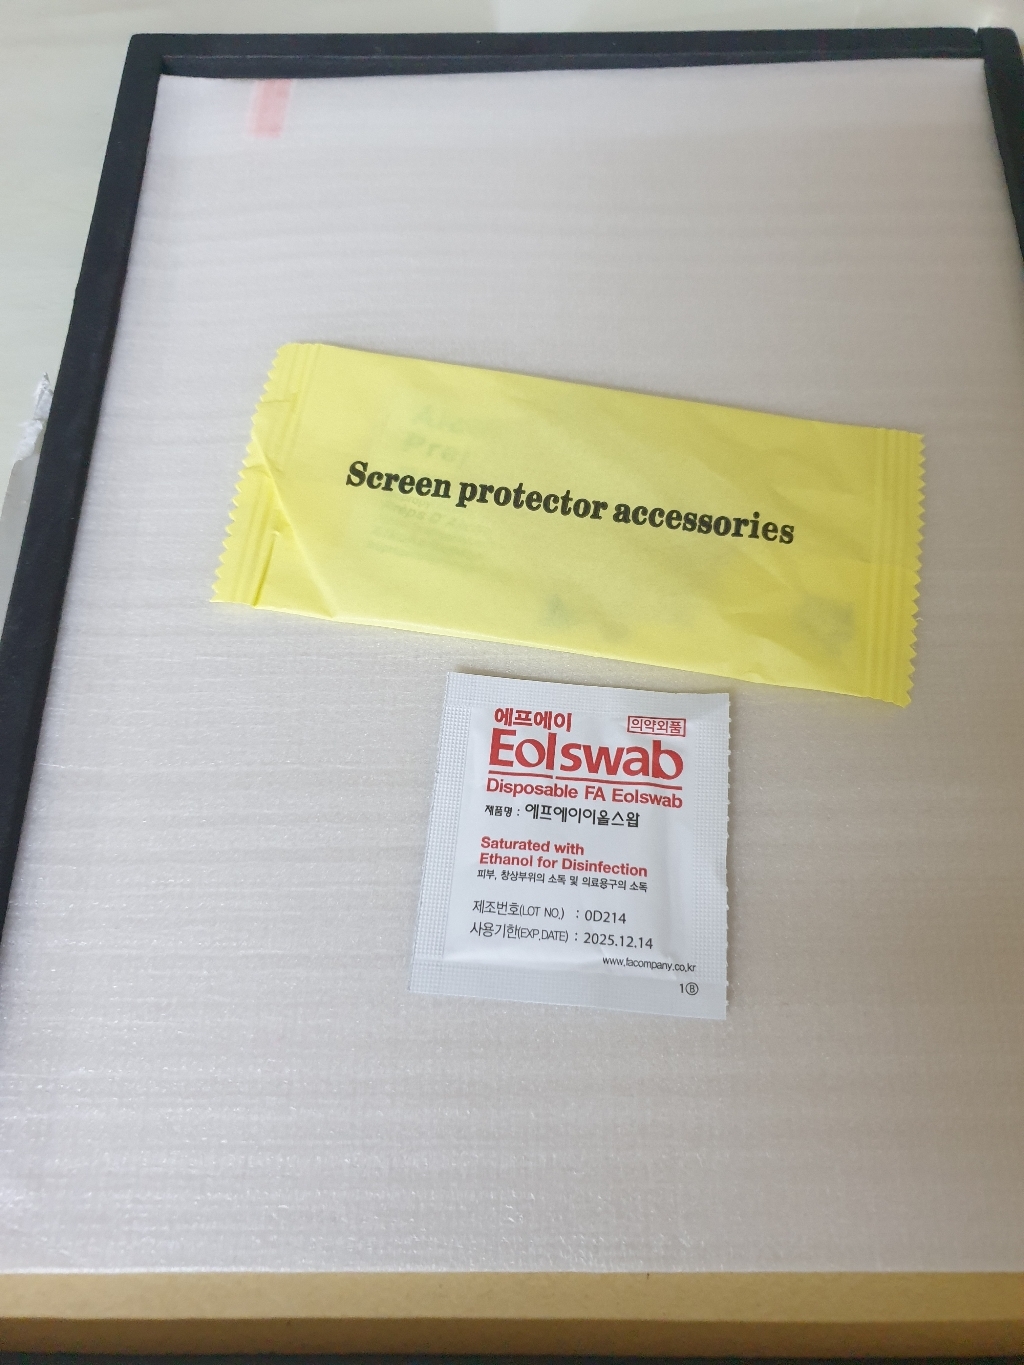 Screen protector accessories
에프에이
의약외품
Eolswab
Disposable FA Eolswab
제품명 : 에프에이이올스왑
Saturated with
Ethanol for Disinfection
피부, 창상부위의 소독 및 의료용구의 소독
제조번호(LOT NO.) : 0D214
사용기한(EXP.DATE) : 2025.12.14
www.facompany.co.kr
1Ⓑ